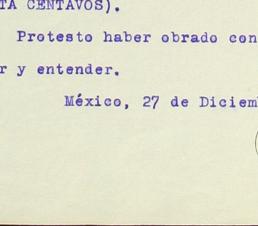 TA CENTAVOS).
Protesto haber obrado con
r y entender.
México, 27 de Diciem